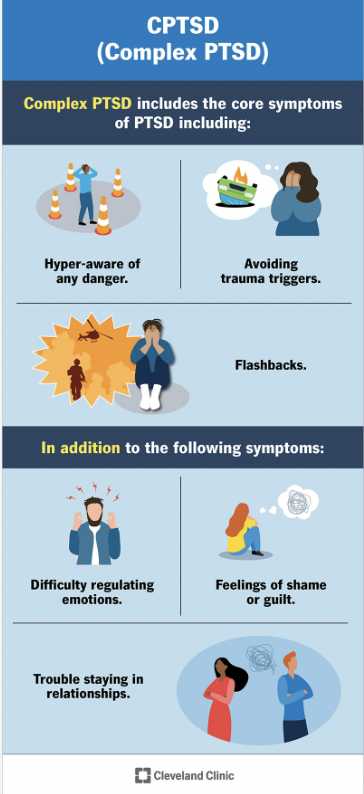 CPTSD
(Complex PTSD)
Complex PTSD includes the core symptoms
of PTSD including:
Hyper-aware of
any danger.
Avoiding
trauma triggers.
Flashbacks.
In addition to the following symptoms:
Difficulty regulating
emotions.
Feelings of shame
or guilt.
Trouble staying in
relationships.
Cleveland Clinic